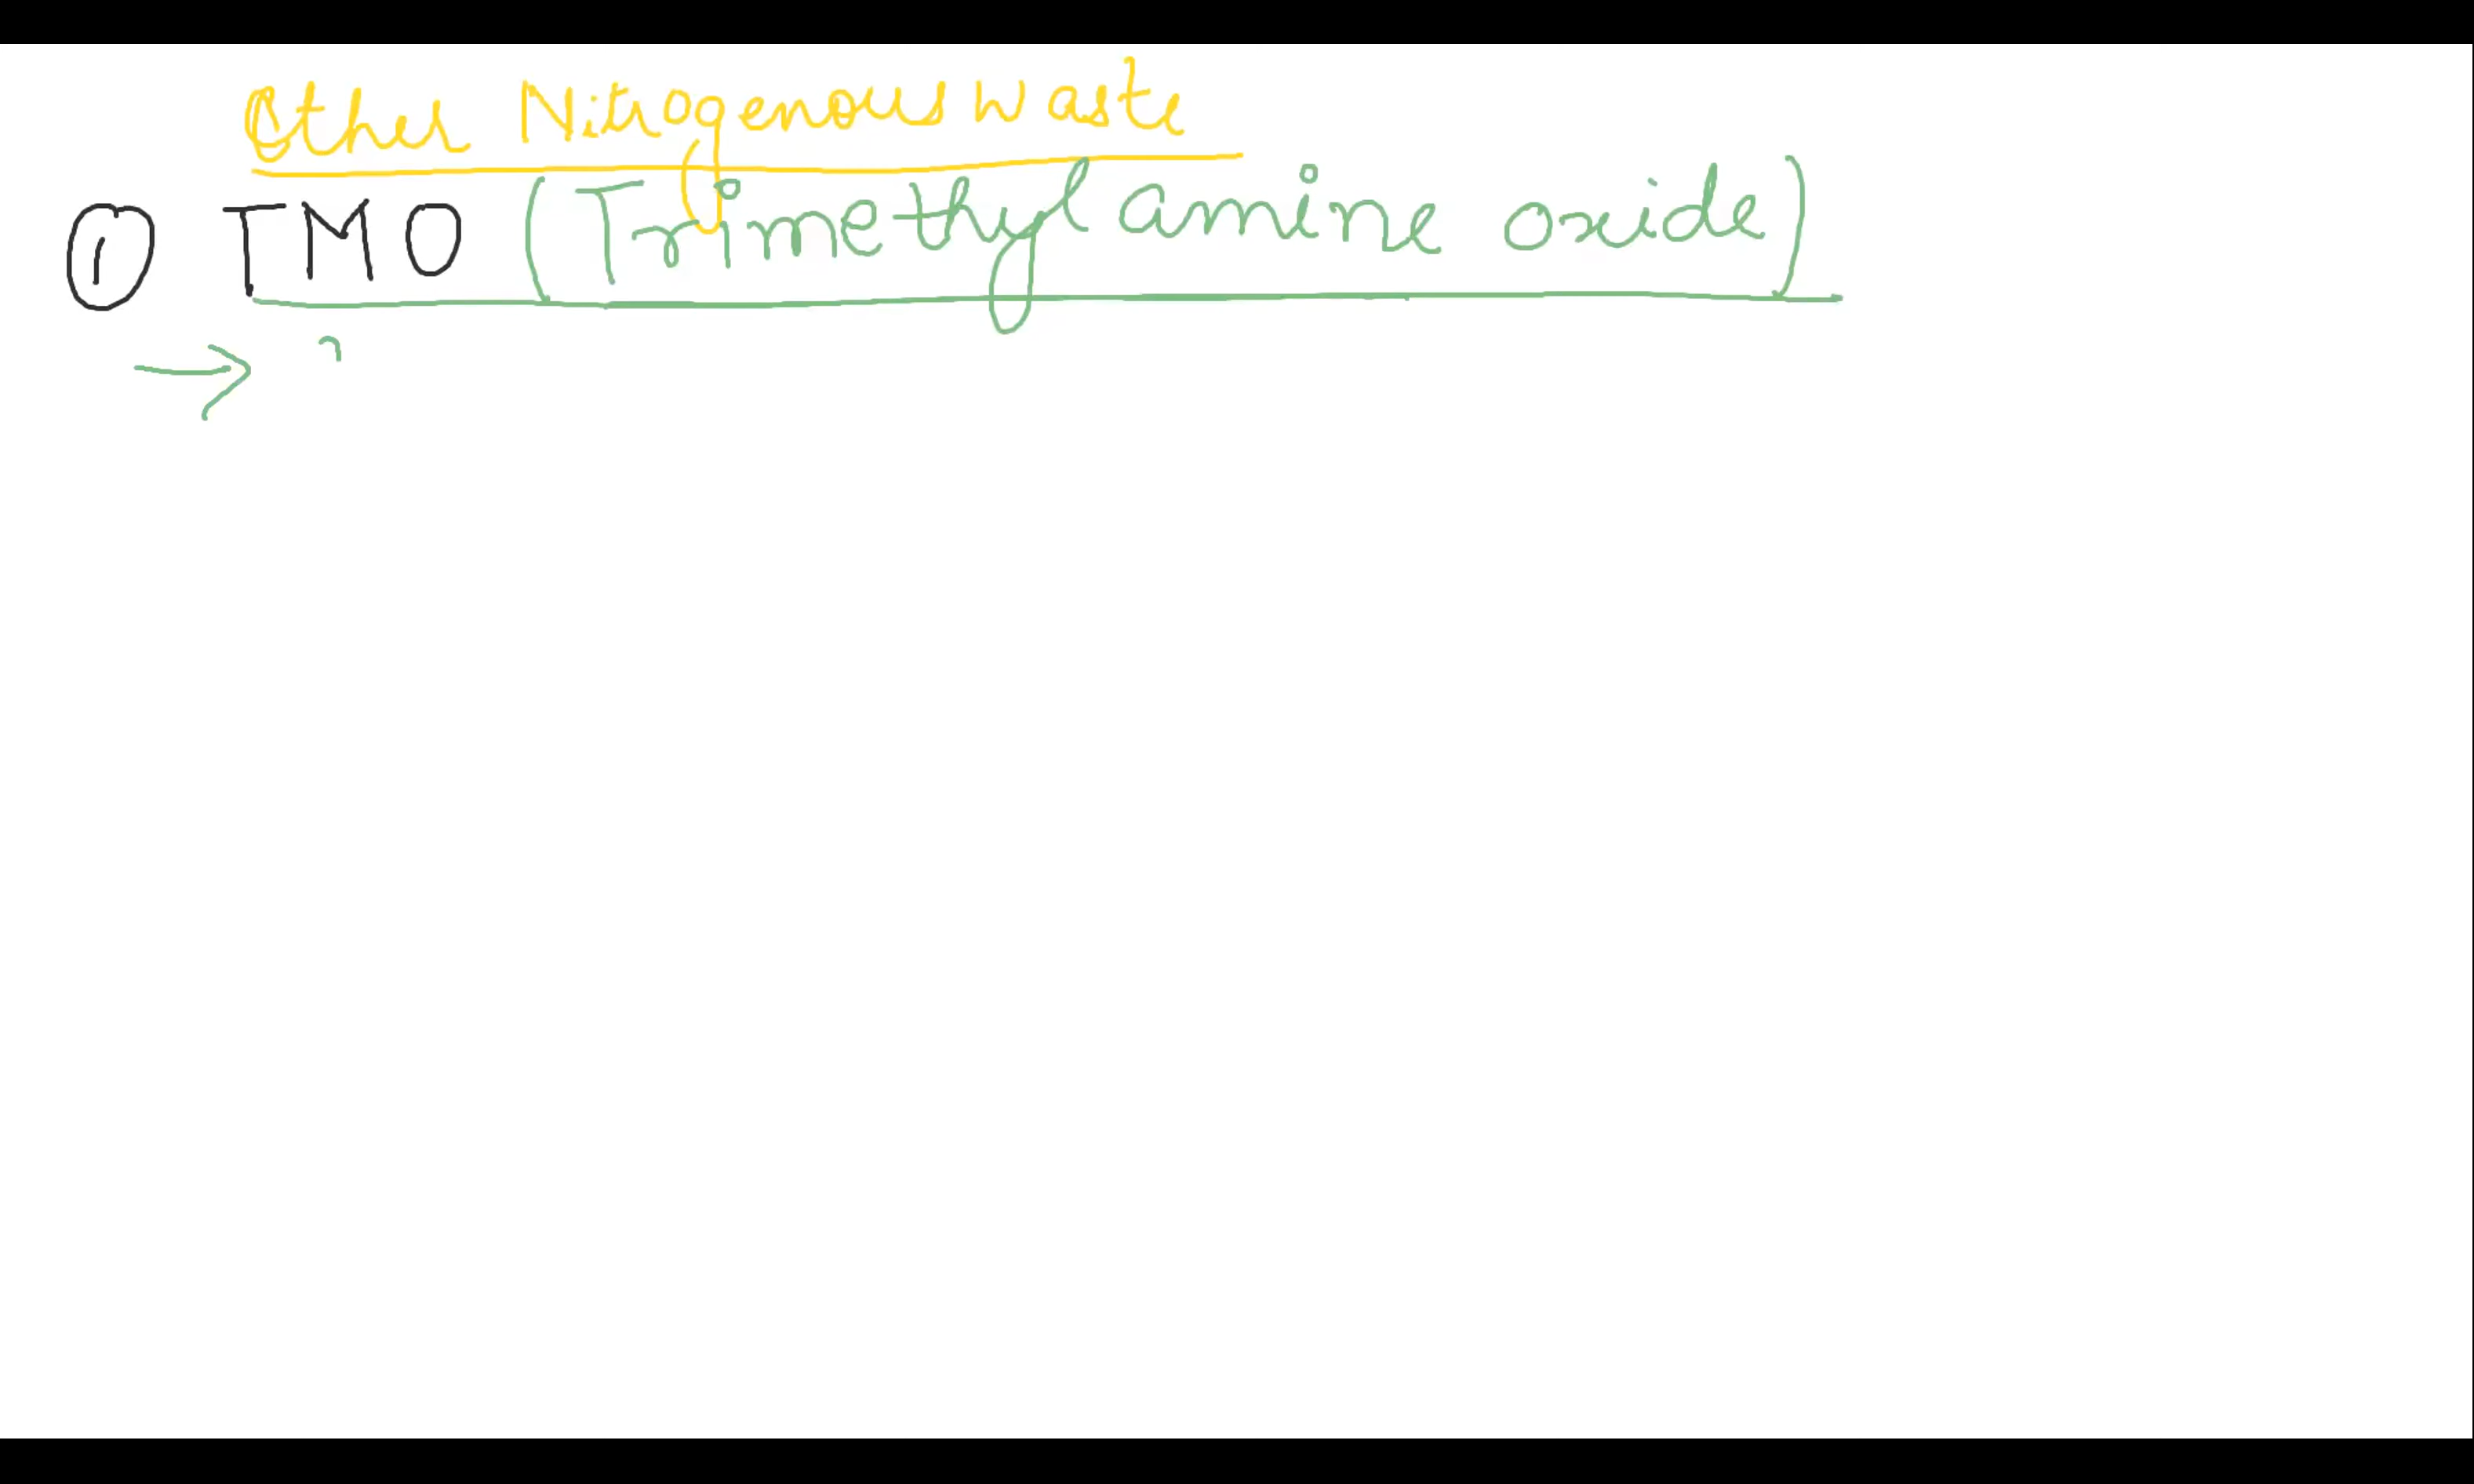 Other Nitrogenous waste
① TMO (Trimethylamine oxide)
→